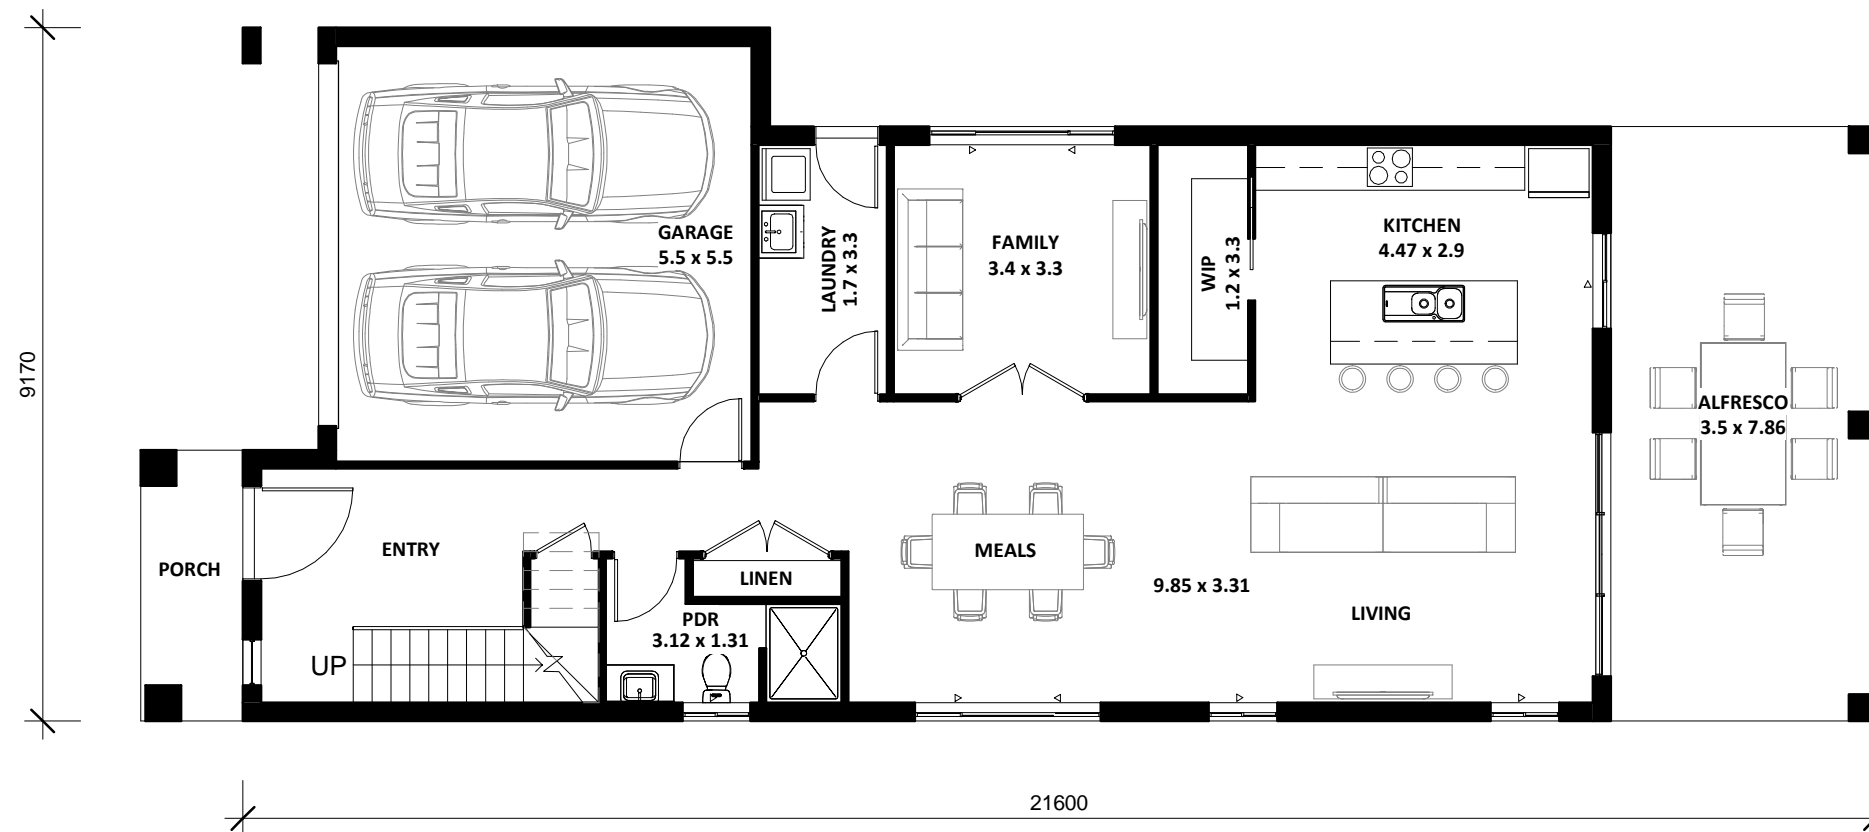 GARAGE
5.5 x 5.5
LAUNDRY
1.7 x 3.3
FAMILY
3.4 x 3.3
WIP
1.2 x 3.3
KITCHEN
4.47 x 2.9
ALFRESCO
3.5 x 7.86
9170
PORCH
ENTRY
UP
LINEN
PDR
3.12 x 1.31
MEALS
9.85 x 3.31
LIVING
21600